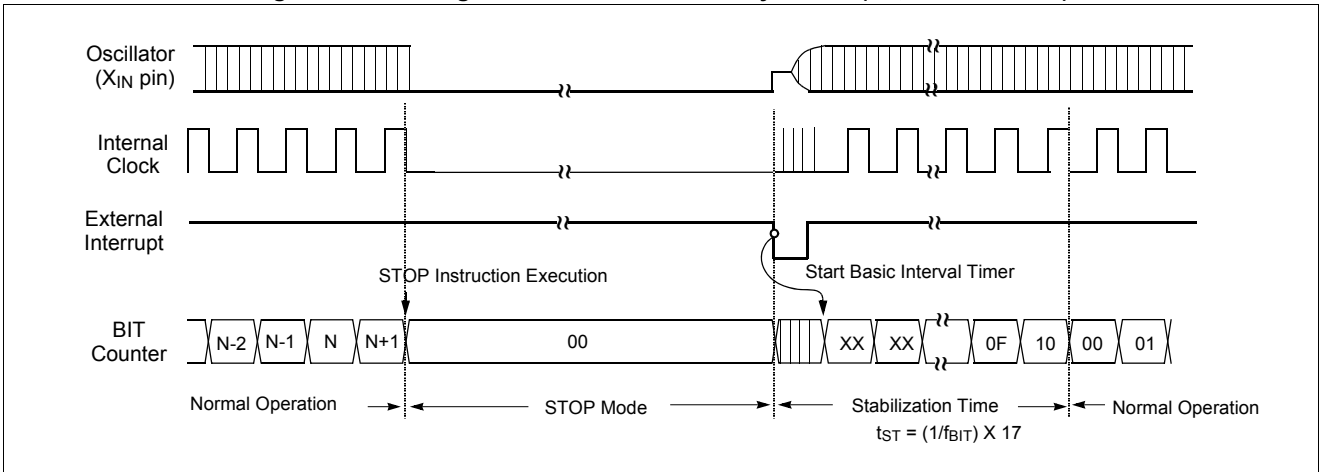 Oscillator
(XIN pin)
Internal
Clock
External
Interrupt
STOP Instruction Execution
Start Basic Interval Timer
BIT
Counter
N-2 N-1 N N+1 00 XX XX 0F 10 00 01
Normal Operation STOP Mode Stabilization Time Normal Operation
tST = (1/fBIT) X 17